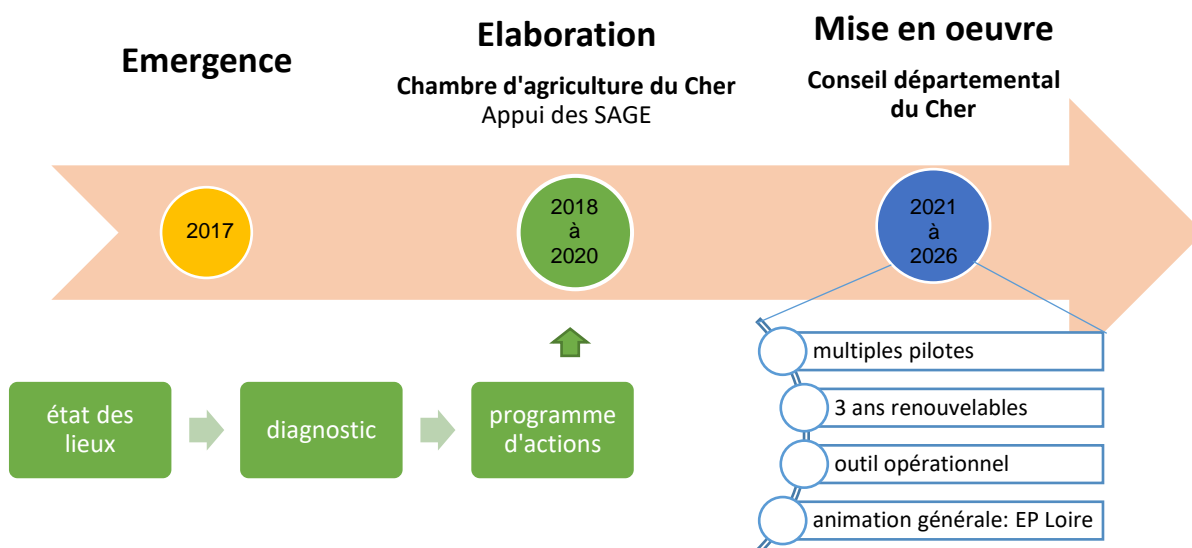 Emergence
Elaboration
Chambre d'agriculture du Cher
Appui des SAGE
Mise en oeuvre
Conseil départemental
du Cher
2017
2018
à
2020
2021
à
2026
état des
lieux
diagnostic
programme
d'actions
multiples pilotes
3 ans renouvelables
outil opérationnel
animation générale: EP Loire